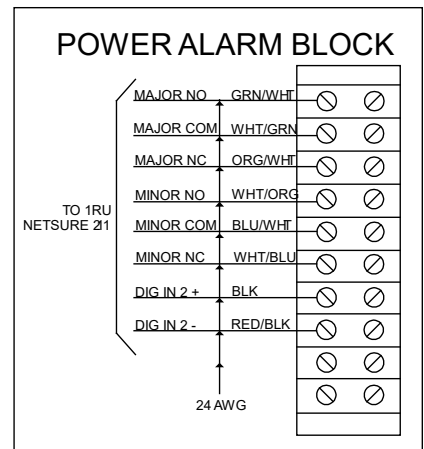 POWER ALARM BLOCK
MAJOR NO GRN/WHT
MAJOR COM WHT/GRN
MAJOR NC ORG/WHT
MINOR NO WHT/ORG
TO 1RU
NETSURE 211
MINOR COM BLU/WHT
MINOR NC WHT/BLU
DIG IN 2 + BLK
DIG IN 2 - RED/BLK
24 AWG